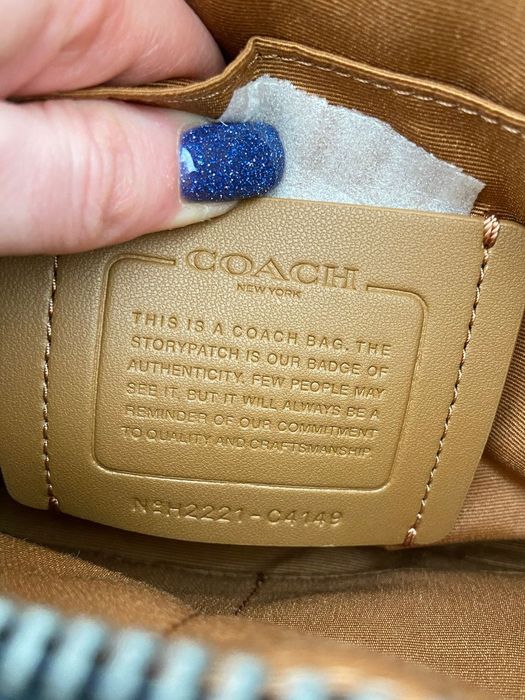 COACH
NEW YORK
THIS IS A COACH BAG. THE
STORYPATCH IS OUR BADGE OF
AUTHENTICITY. FEW PEOPLE MAY
SEE IT, BUT IT WILL ALWAYS BE A
REMINDER OF OUR COMMITMENT
TO QUALITY AND CRAFTSMANSHIP.
Nº H2221-C4149